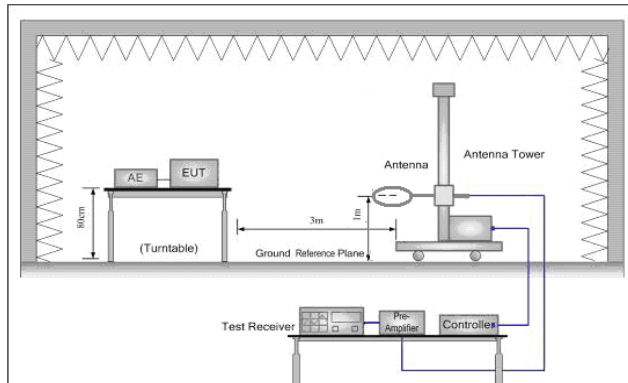 Antenna
Antenna Tower
AE
EUT
80cm
(Turntable)
3m
1m
Ground Reference Plane
Test Receiver
Pre-
Amplifier
Controller